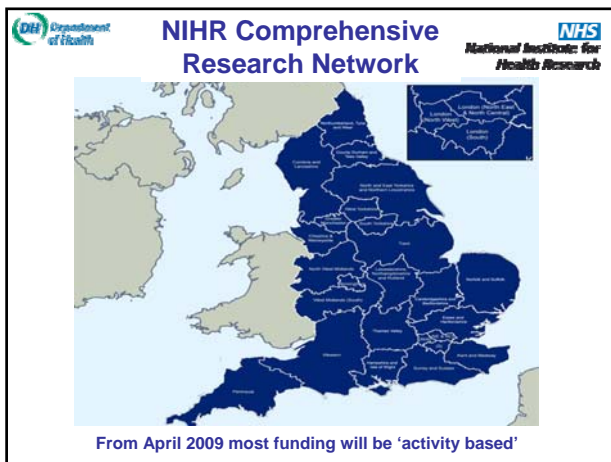 DH Department
of Health
NIHR Comprehensive
Research Network
NHS
National Institute for
Health Research
London (North East
& North Central)
London
(North West)
London
(South)
Northumberland, Tyne
and Wear
County Durham and
Tees Valley
Cumbria and
Lancashire
North and East Yorkshire
and Northern Lincolnshire
West Yorkshire
Greater
Manchester
South Yorkshire
Cheshire &
Merseyside
Trent
North West Midlands
Leicestershire,
Northamptonshire
and Rutland
Norfolk and Suffolk
West Midlands (South)
Cambridgeshire and
Bedfordshire
Essex and
Hertfordshire
Thames Valley
Western
Hampshire and
Isle of Wight
Surrey and Sussex
Kent and Medway
Peninsula
From April 2009 most funding will be ‘activity based’